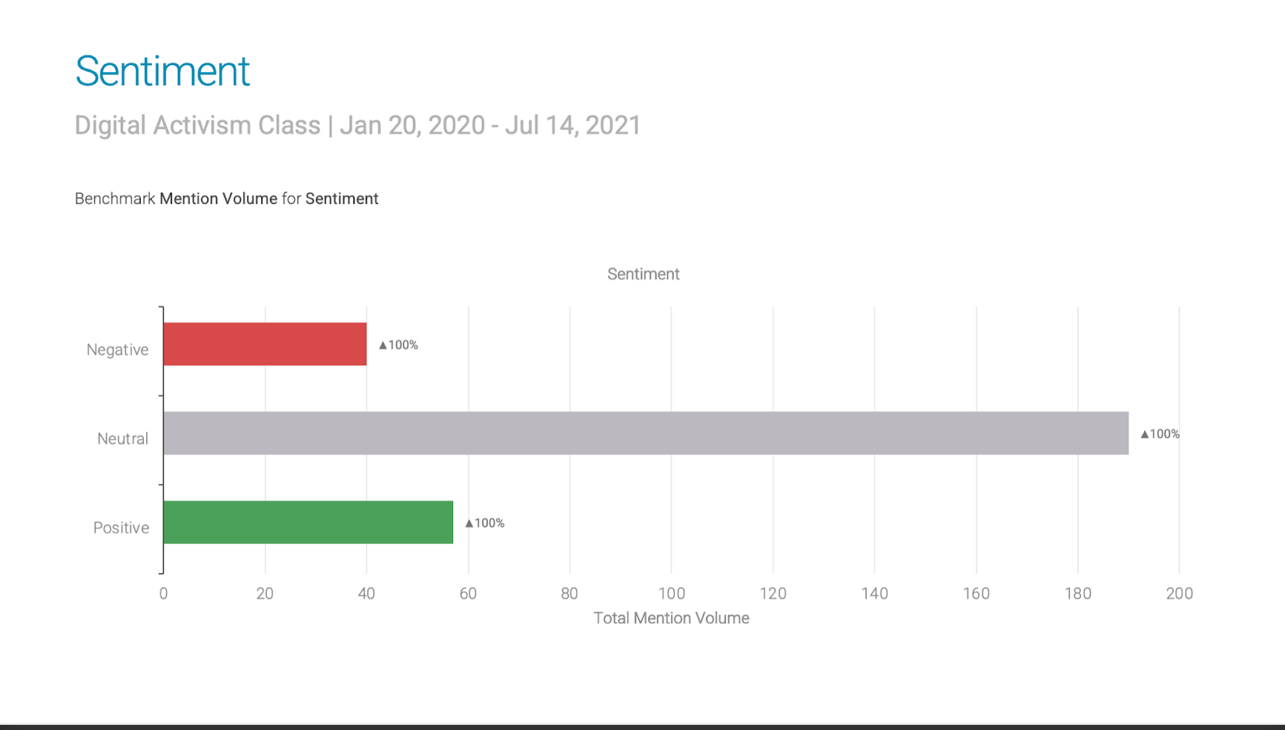 Sentiment
Digital Activism Class | Jan 20, 2020 - Jul 14, 2021
Benchmark Mention Volume for Sentiment
Sentiment
Negative
▲100%
Neutral
▲100%
Positive
▲100%
0 20 40 60 80 100 120 140 160 180 200
Total Mention Volume